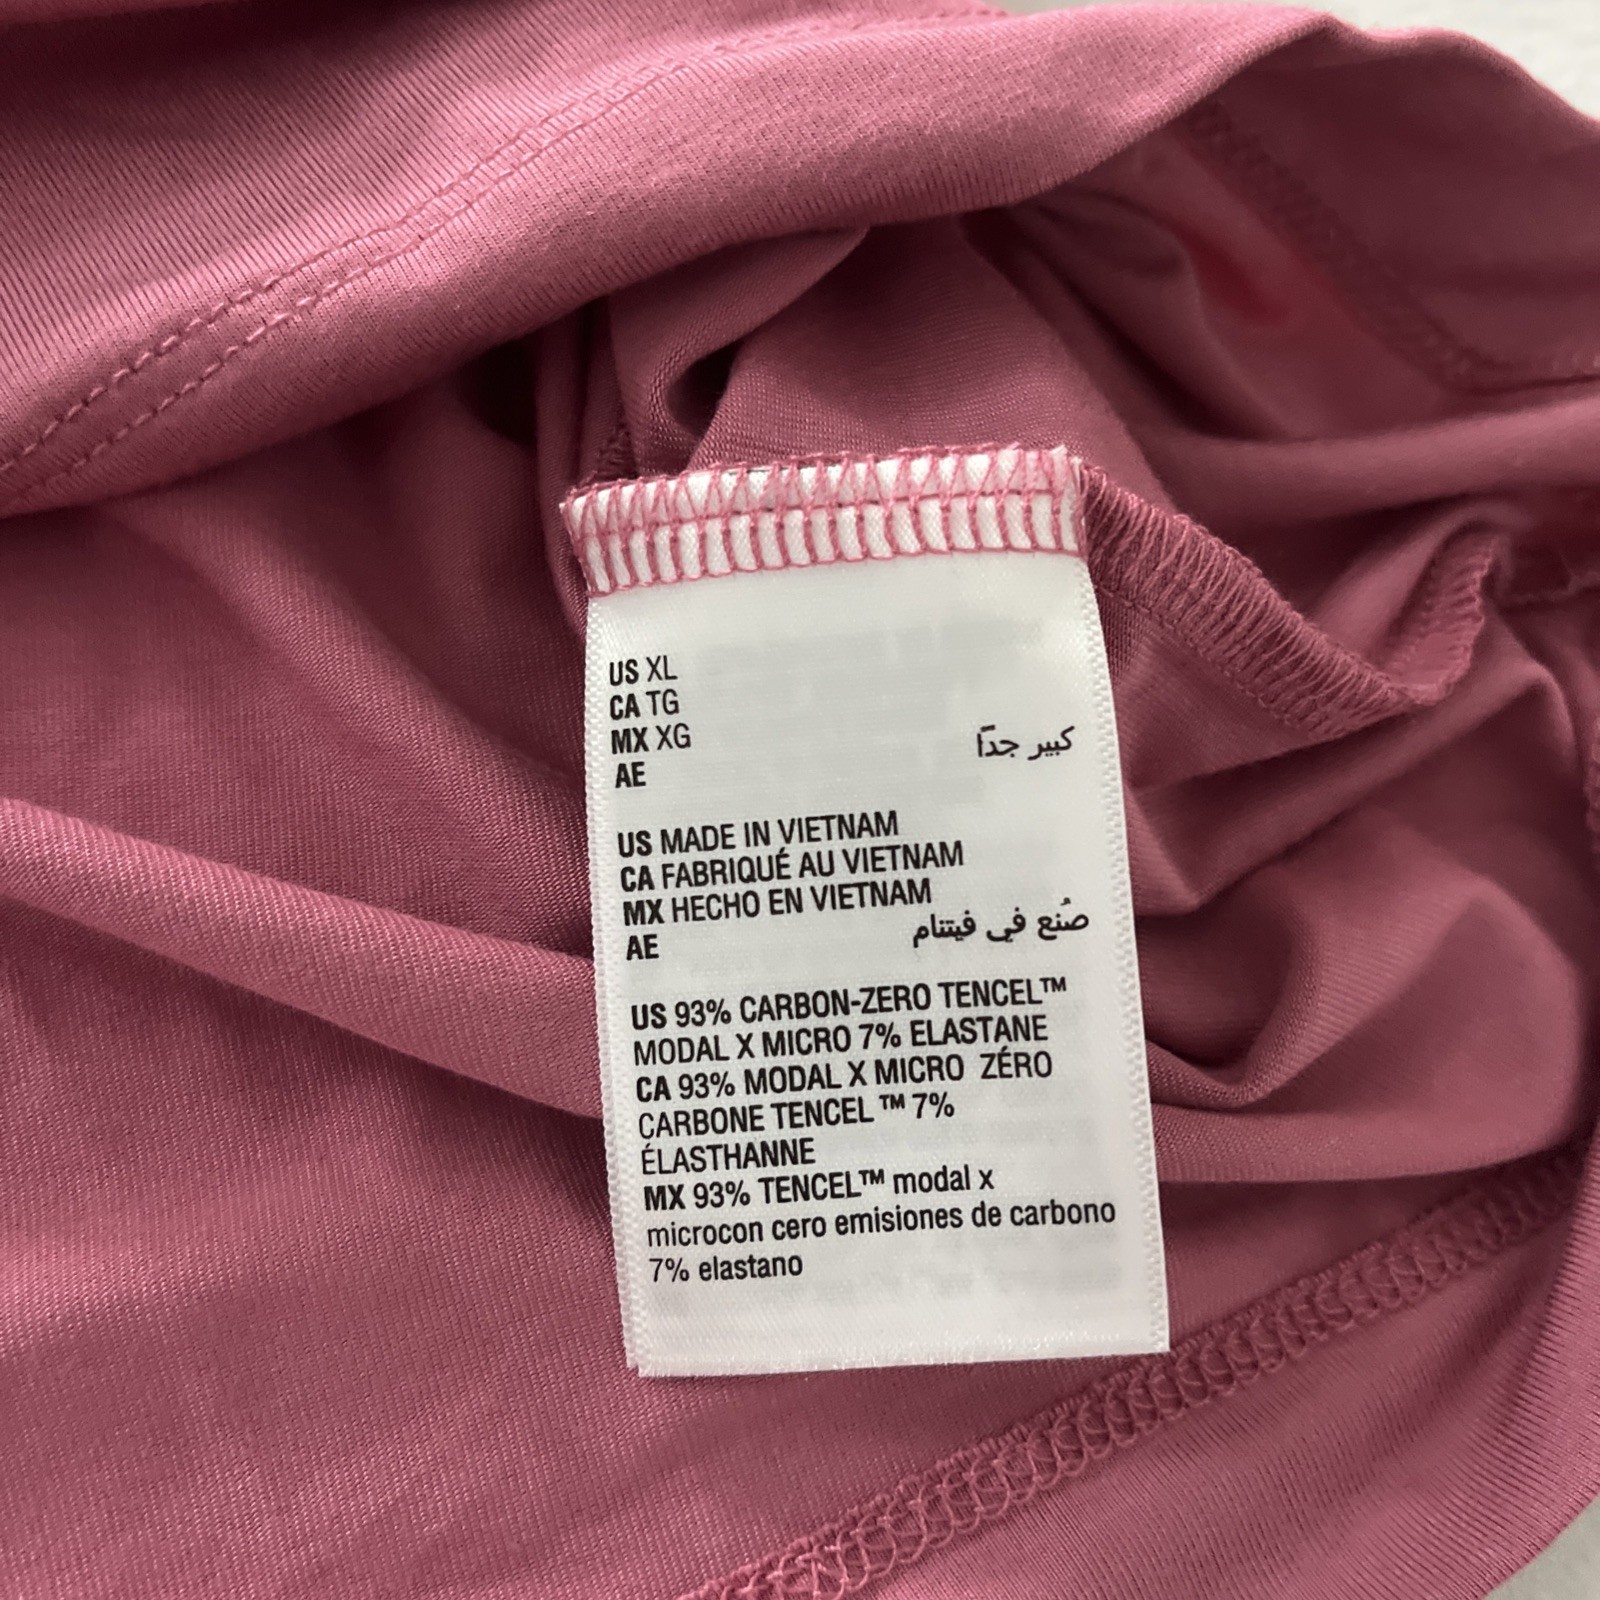 US XL
CA TG
MX XG
AE كبير جدًا
US MADE IN VIETNAM
CA FABRIQUÉ AU VIETNAM
MX HECHO EN VIETNAM
AE صُنع في فيتنام
US 93% CARBON-ZERO TENCEL™
MODAL X MICRO 7% ELASTANE
CA 93% MODAL X MICRO ZÉRO
CARBONE TENCEL ™ 7%
ÉLASTHANNE
MX 93% TENCEL™ modal x
microcon cero emisiones de carbono
7% elastano